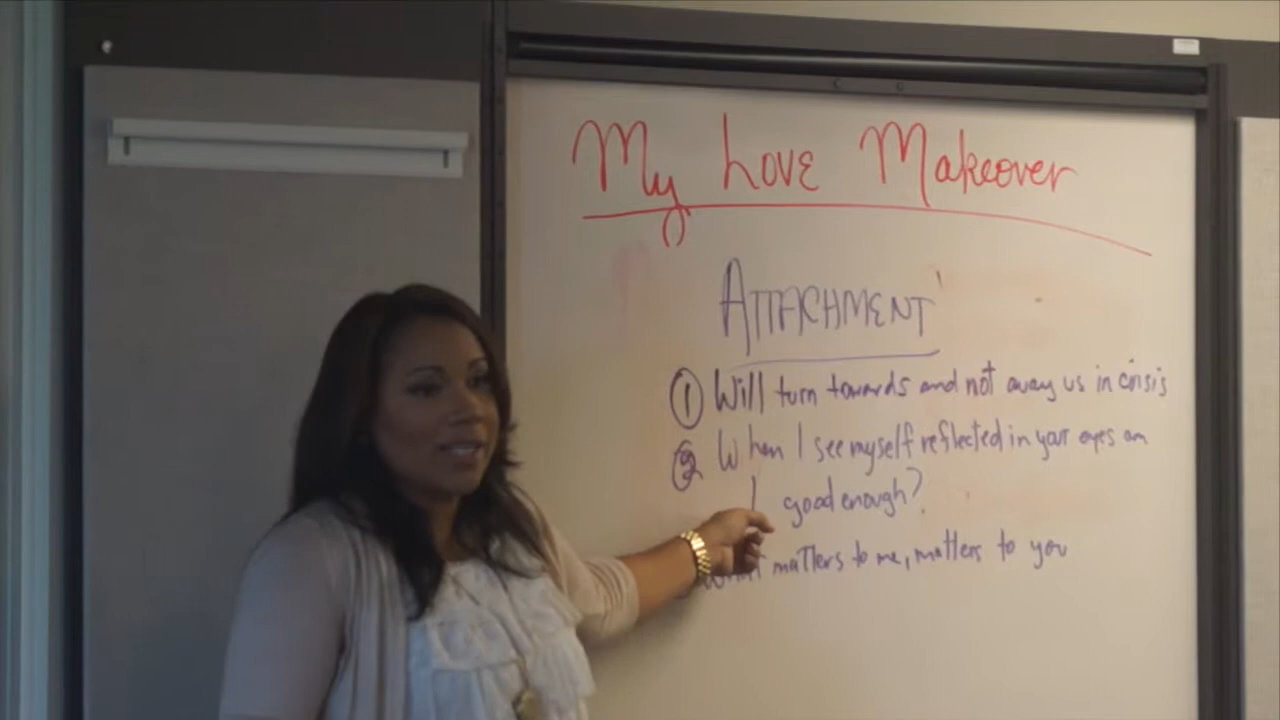 My Love Makeover
ATTACHMENT
① Will turn towards and not away us in crisis
② When I see myself reflected in your eyes am
I good enough?
What matters to me, matters to you